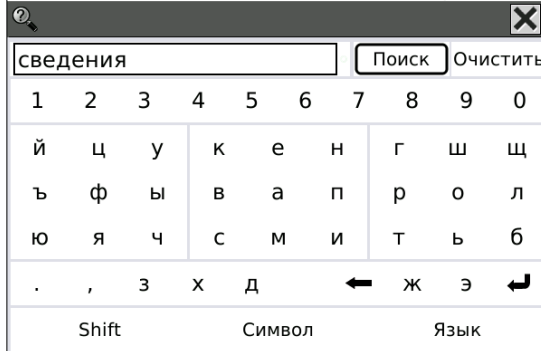 сведения Поиск Очистить
1 2 3 4 5 6 7 8 9 0
й ц у к е н г ш щ
ъ ф ы в а п р о л
ю я ч с м и т ь б
. , з х д ж э
Shift Символ Язык